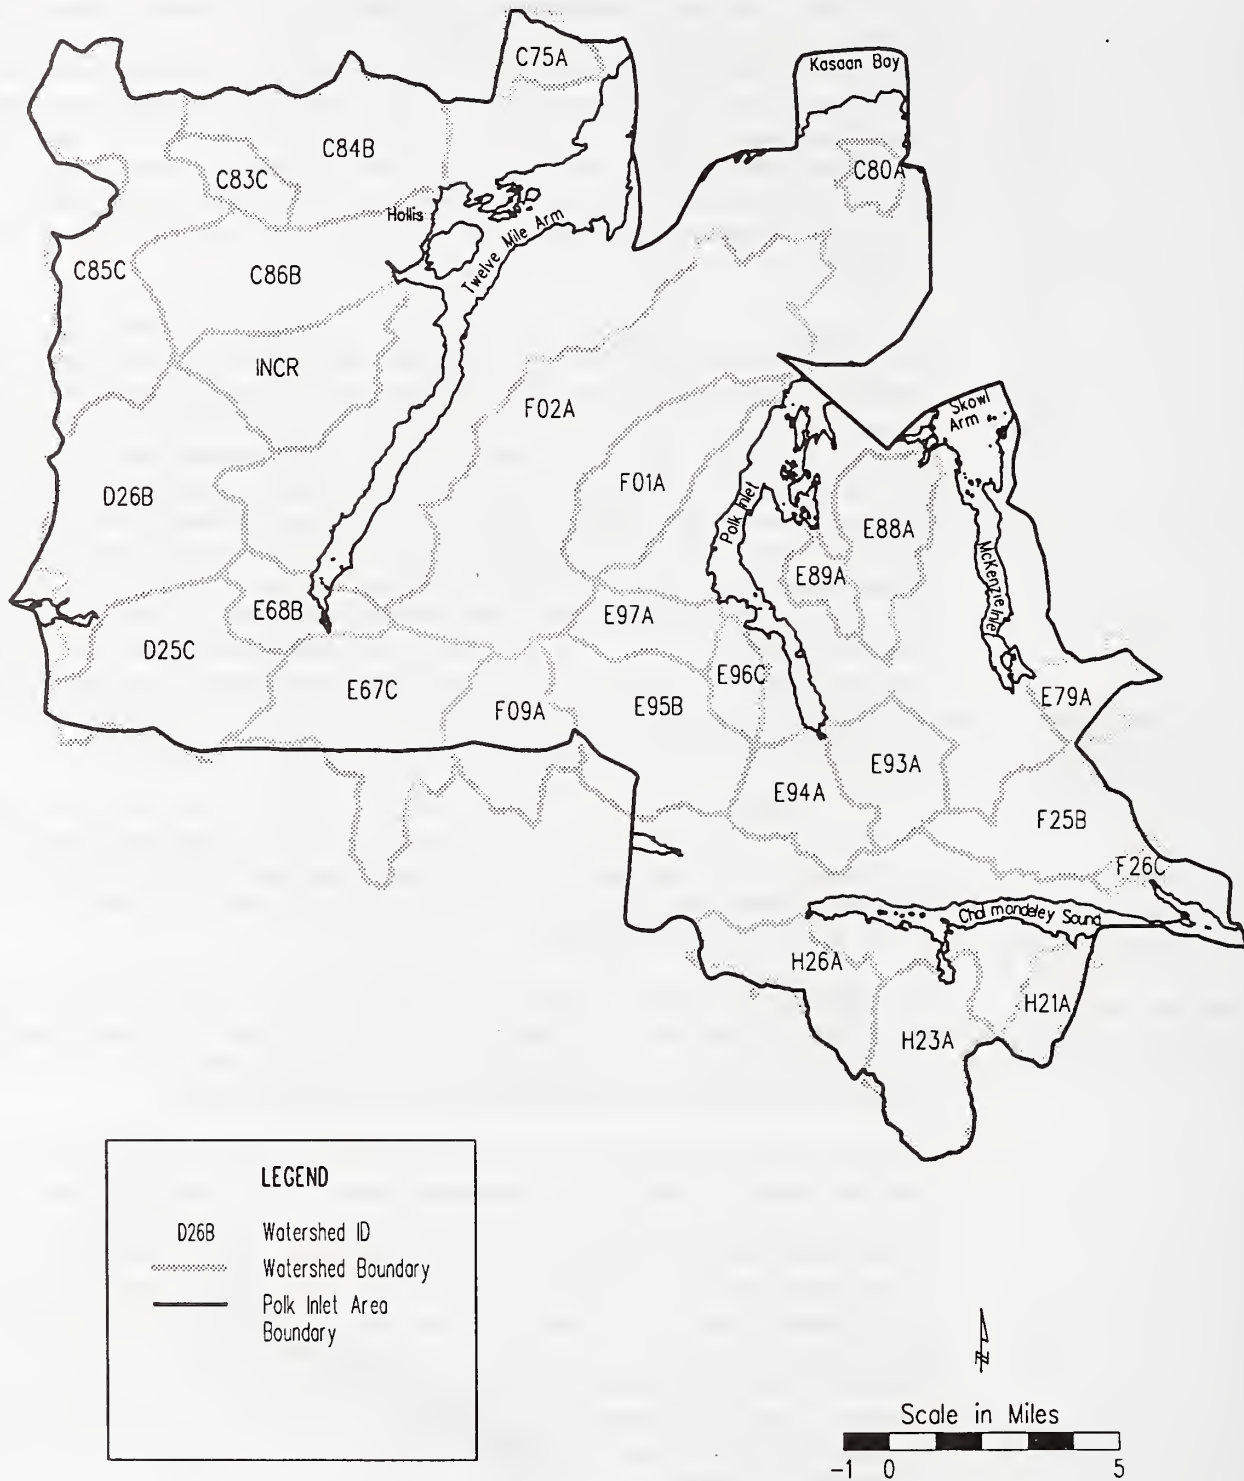 C75A
Kasaan Bay
C84B
C83C
C80A
Hollis
Twelve Mile Arm
C85C
C86B
INCR
F02A
Skowl
Arm
F01A
D26B
Polk Inlet
E88A
McKenzie Inlet
E89A
E68B
E97A
D25C
E67C
E96C
E79A
F09A
E95B
E93A
E94A
F25B
F26C
Cholmondeley Sound
H26A
H21A
H23A
LEGEND
D26B Watershed ID
Watershed Boundary
Polk Inlet Area
Boundary
N
Scale in Miles
-1 0 5